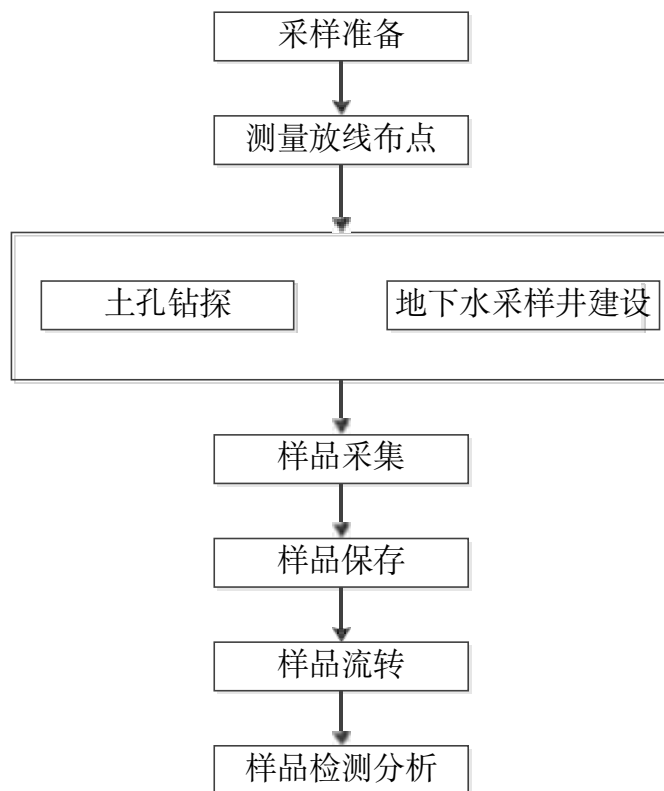 采样准备
测量放线布点
土孔钻探
地下水采样井建设
样品采集
样品保存
样品流转
样品检测分析